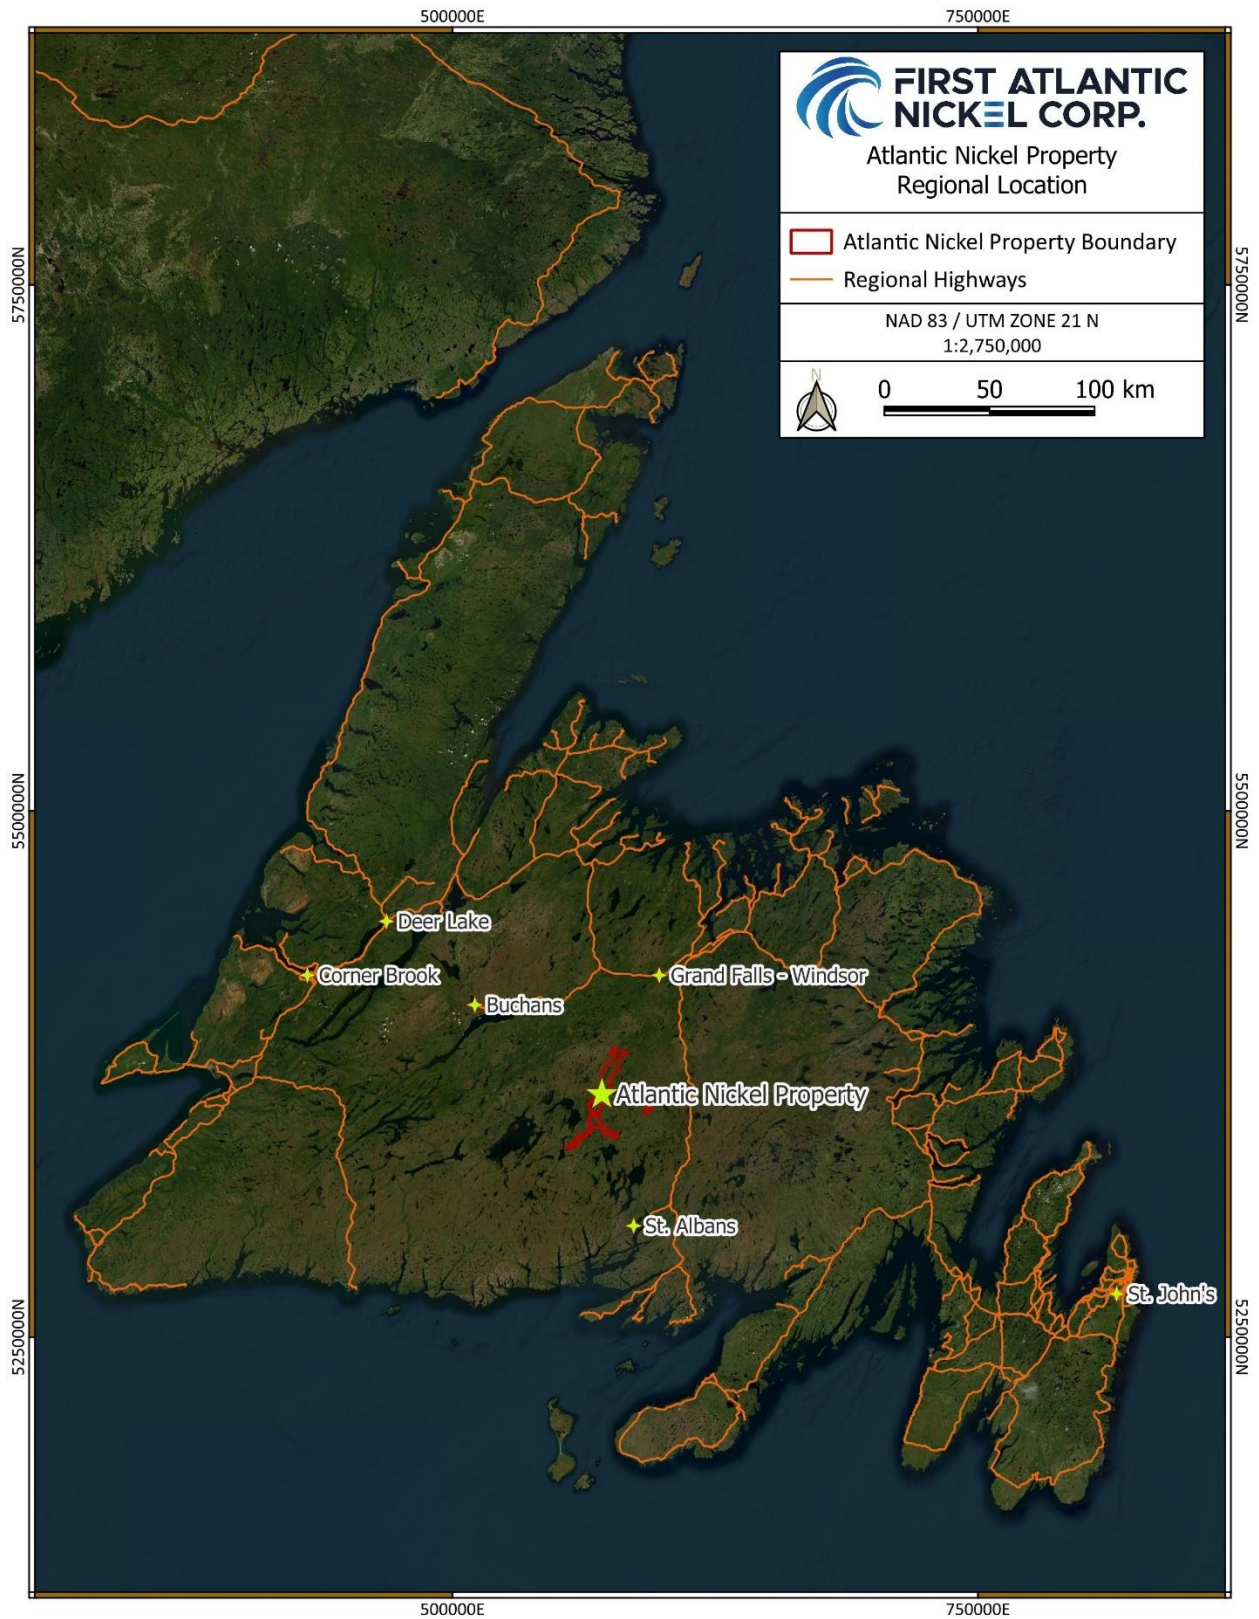 500000E
750000E
FIRST ATLANTIC
NICKEL CORP.
Atlantic Nickel Property
Regional Location
Atlantic Nickel Property Boundary
Regional Highways
NAD 83 / UTM ZONE 21 N
1:2,750,000
N
0 50 100 km
5750000N
5750000N
5500000N
5500000N
Deer Lake
Corner Brook
Grand Falls - Windsor
Buchans
Atlantic Nickel Property
St. Albans
St. John's
5250000N
5250000N
500000E
750000E